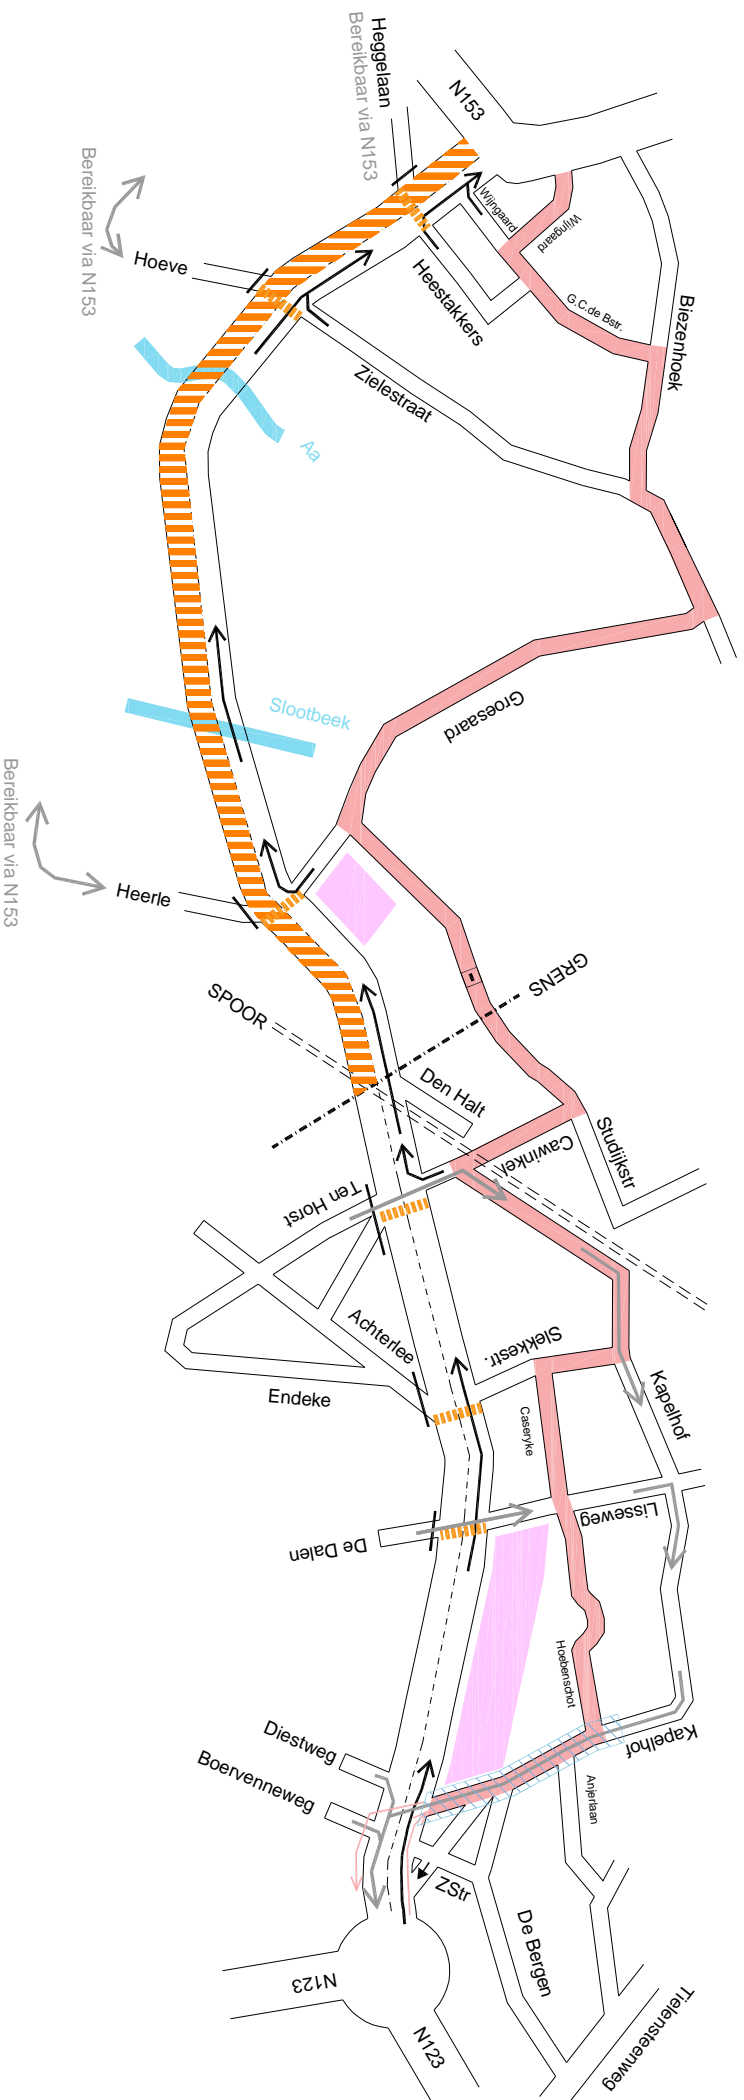 Heggelaan
Bereikbaar via N153
N153
Wijngaard
Wijngaard
Bereikbaar via N153
Hoeve
Heestakkers
G.C.de Bstr.
Biezenhoek
Zielestraat
Aa
Groesaard
Slootbeek
Bereikbaar via N153
Heerle
GRENS
SPOOR
Den Halt
Studijkstr
Cawinkel
Ten Horst
Achterlee
Slekkestr.
Endeke
Kapelhof
Caseryke
Lisseweg
De Dalen
Hoebenschot
Diestweg
Kapelhof
Boervenneweg
Anjerlaan
ZStr
De Bergen
N123
N123
Tielensteenweg